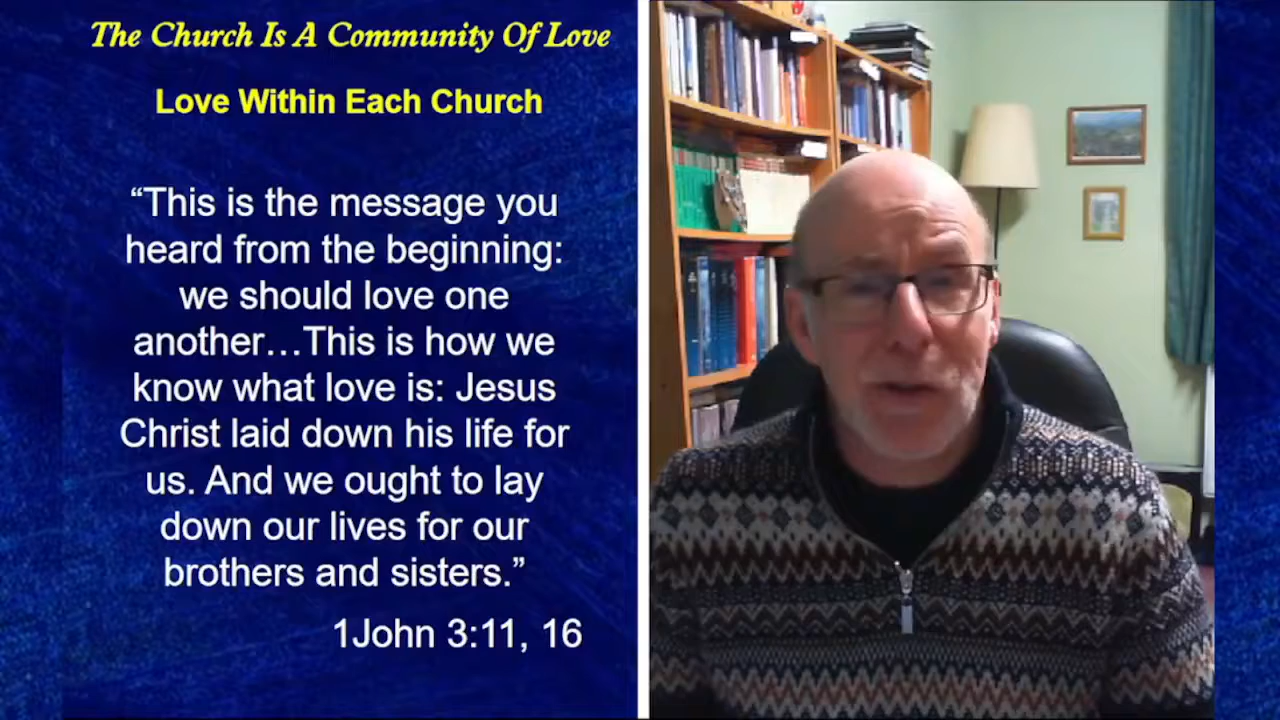 The Church Is A Community Of Love
Love Within Each Church
“This is the message you
heard from the beginning:
we should love one
another…This is how we
know what love is: Jesus
Christ laid down his life for
us. And we ought to lay
down our lives for our
brothers and sisters.”
1John 3:11, 16